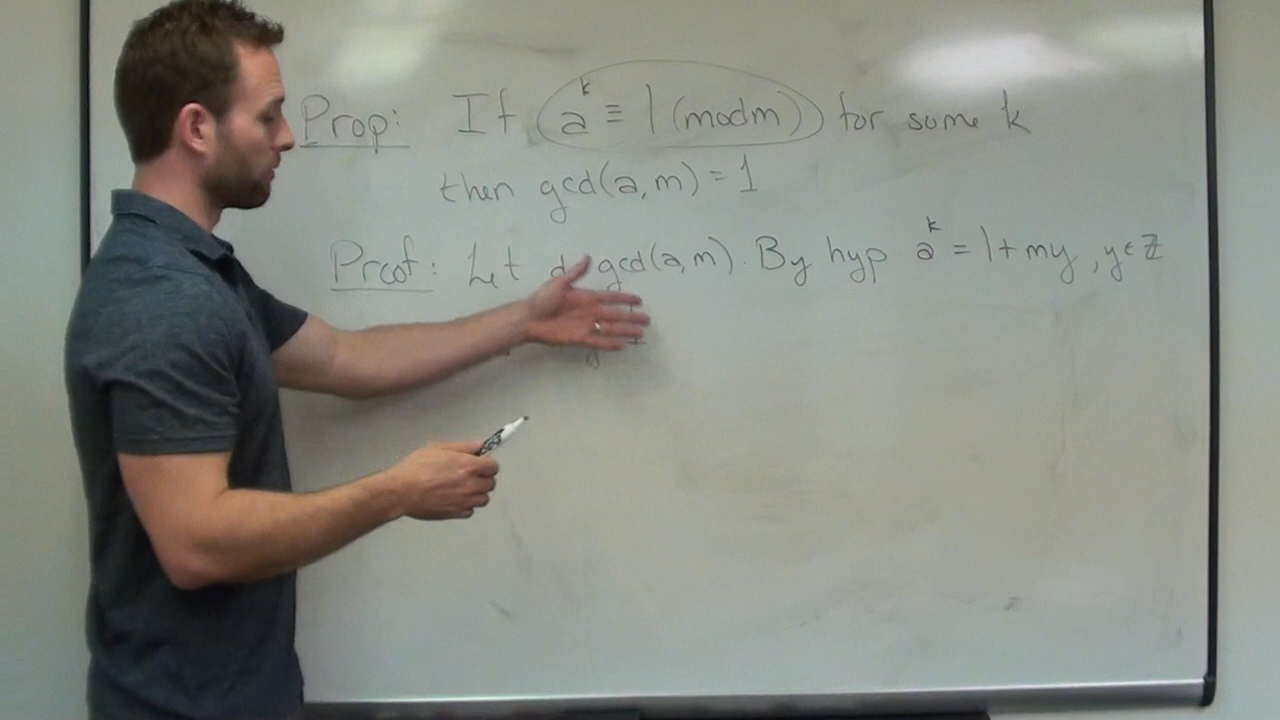 Prop: If a^k ≡ 1 (mod m) for some k
then gcd(a, m) = 1
Proof: Let d gcd(a, m). By hyp a^k = 1 + my, y ∈ ℤ